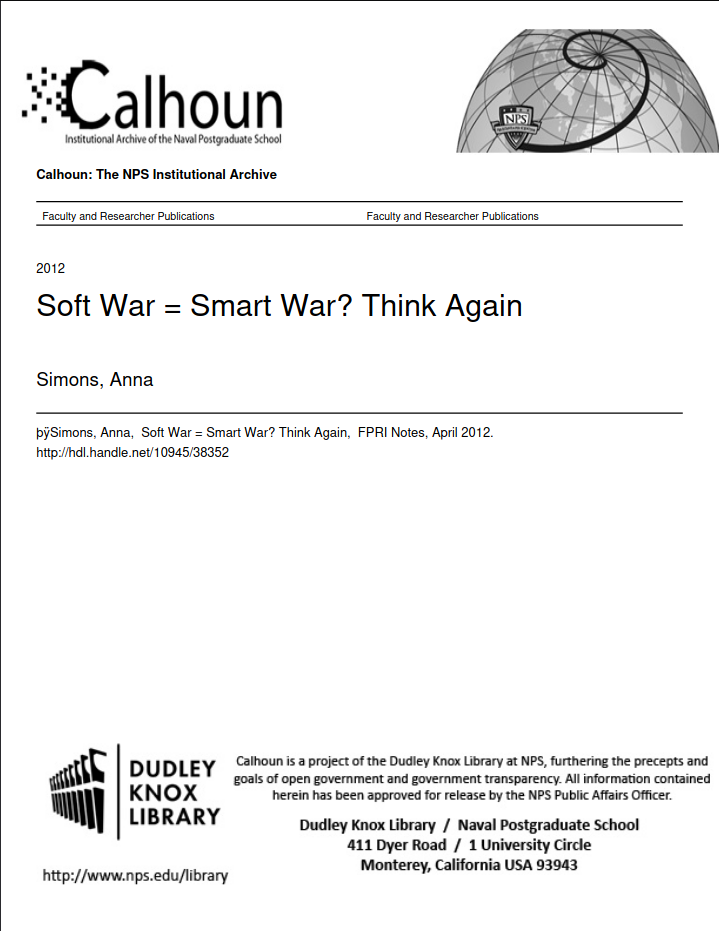 Calhoun
Institutional Archive of the Naval Postgraduate School
NPS
Calhoun: The NPS Institutional Archive
Faculty and Researcher Publications Faculty and Researcher Publications
2012
Soft War = Smart War? Think Again
Simons, Anna
þÿSimons, Anna, Soft War = Smart War? Think Again, FPRI Notes, April 2012.
http://hdl.handle.net/10945/38352
DUDLEY
KNOX
LIBRARY
http://www.nps.edu/library
Calhoun is a project of the Dudley Knox Library at NPS, furthering the precepts and
goals of open government and government transparency. All information contained
herein has been approved for release by the NPS Public Affairs Officer.
Dudley Knox Library / Naval Postgraduate School
411 Dyer Road / 1 University Circle
Monterey, California USA 93943